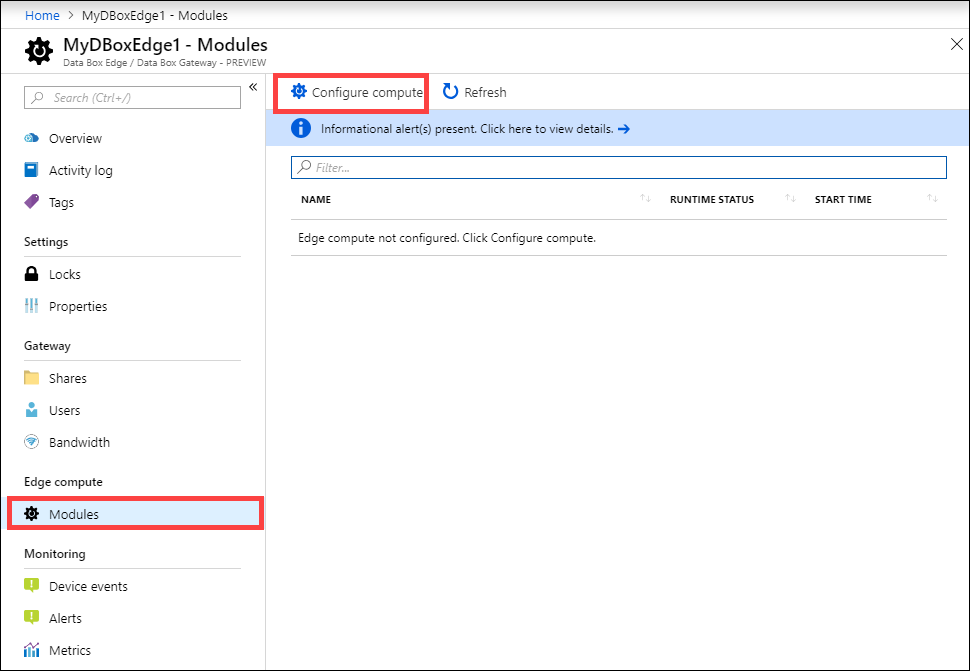 Home > MyDBoxEdge1 - Modules
MyDBoxEdge1 - Modules
Data Box Edge / Data Box Gateway - PREVIEW
Search (Ctrl+/)
«
Overview
Activity log
Tags
Settings
Locks
Properties
Gateway
Shares
Users
Bandwidth
Edge compute
Modules
Monitoring
Device events
Alerts
Metrics
Configure compute Refresh
Informational alert(s) present. Click here to view details. →
Filter...
NAME ↑↓ RUNTIME STATUS ↑↓ START TIME ↑↓
Edge compute not configured. Click Configure compute.